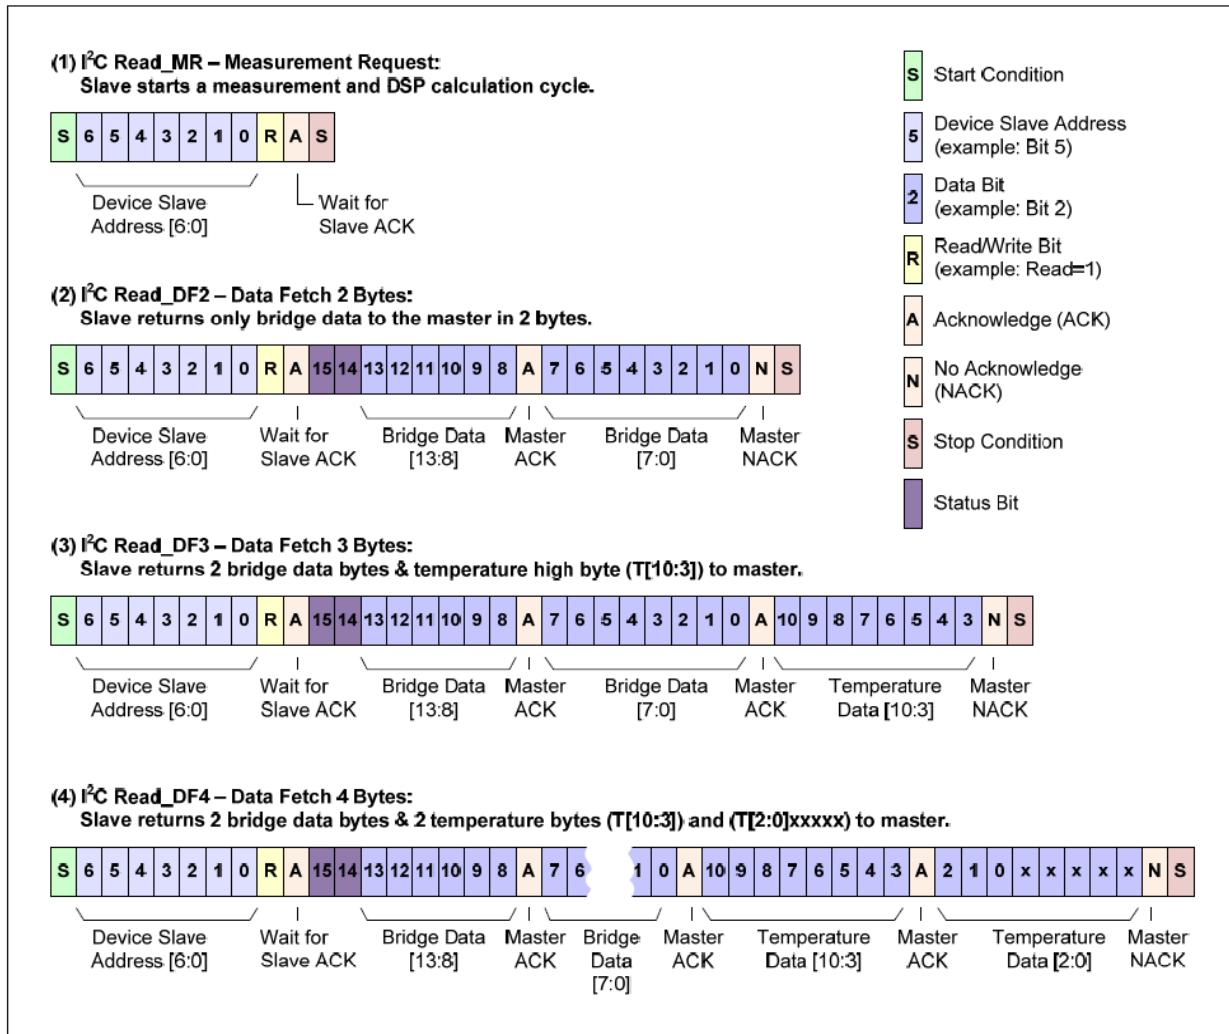 (1) I²C Read_MR – Measurement Request:
Slave starts a measurement and DSP calculation cycle.
S 6 5 4 3 2 1 0 R A S
Device Slave
Address [6:0]
Wait for
Slave ACK
(2) I²C Read_DF2 – Data Fetch 2 Bytes:
Slave returns only bridge data to the master in 2 bytes.
S 6 5 4 3 2 1 0 R A 15 14 13 12 11 10 9 8 A 7 6 5 4 3 2 1 0 N S
Device Slave
Address [6:0]
Wait for
Slave ACK
Bridge Data
[13:8]
Master
ACK
Bridge Data
[7:0]
Master
NACK
(3) I²C Read_DF3 – Data Fetch 3 Bytes:
Slave returns 2 bridge data bytes & temperature high byte (T[10:3]) to master.
S 6 5 4 3 2 1 0 R A 15 14 13 12 11 10 9 8 A 7 6 5 4 3 2 1 0 A 10 9 8 7 6 5 4 3 N S
Device Slave
Address [6:0]
Wait for
Slave ACK
Bridge Data
[13:8]
Master
ACK
Bridge Data
[7:0]
Master
ACK
Temperature
Data [10:3]
Master
NACK
(4) I²C Read_DF4 – Data Fetch 4 Bytes:
Slave returns 2 bridge data bytes & 2 temperature bytes (T[10:3]) and (T[2:0]xxxxx) to master.
S 6 5 4 3 2 1 0 R A 15 14 13 12 11 10 9 8 A 7 6 1 0 A 10 9 8 7 6 5 4 3 A 2 1 0 x x x x x N S
Device Slave
Address [6:0]
Wait for
Slave ACK
Bridge Data
[13:8]
Master
ACK
Bridge
Data
[7:0]
Master
ACK
Temperature
Data [10:3]
Master
ACK
Temperature
Data [2:0]
Master
NACK
S Start Condition
5 Device Slave Address
(example: Bit 5)
2 Data Bit
(example: Bit 2)
R Read/Write Bit
(example: Read=1)
A Acknowledge (ACK)
N No Acknowledge
(NACK)
S Stop Condition
Status Bit